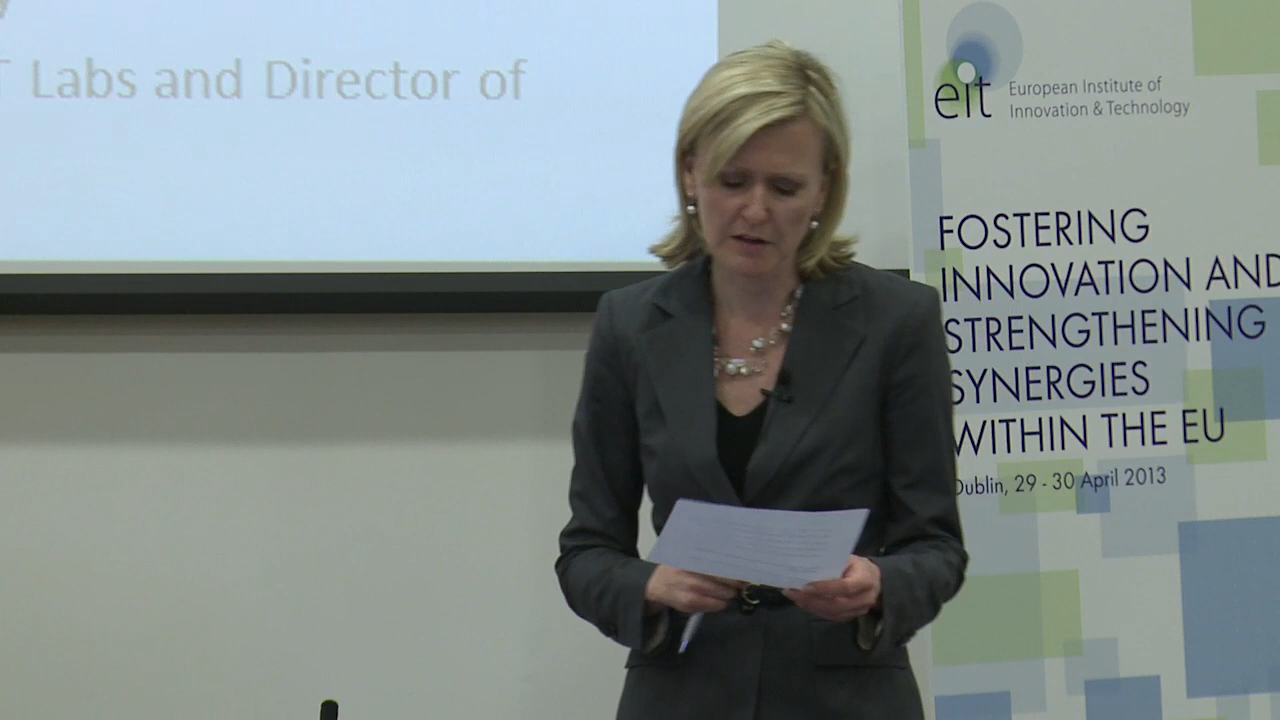 Labs and Director of
eit
European Institute of
Innovation & Technology
FOSTERING
INNOVATION AND
STRENGTHENING
SYNERGIES
WITHIN THE EU
Dublin, 29 - 30 April 2013